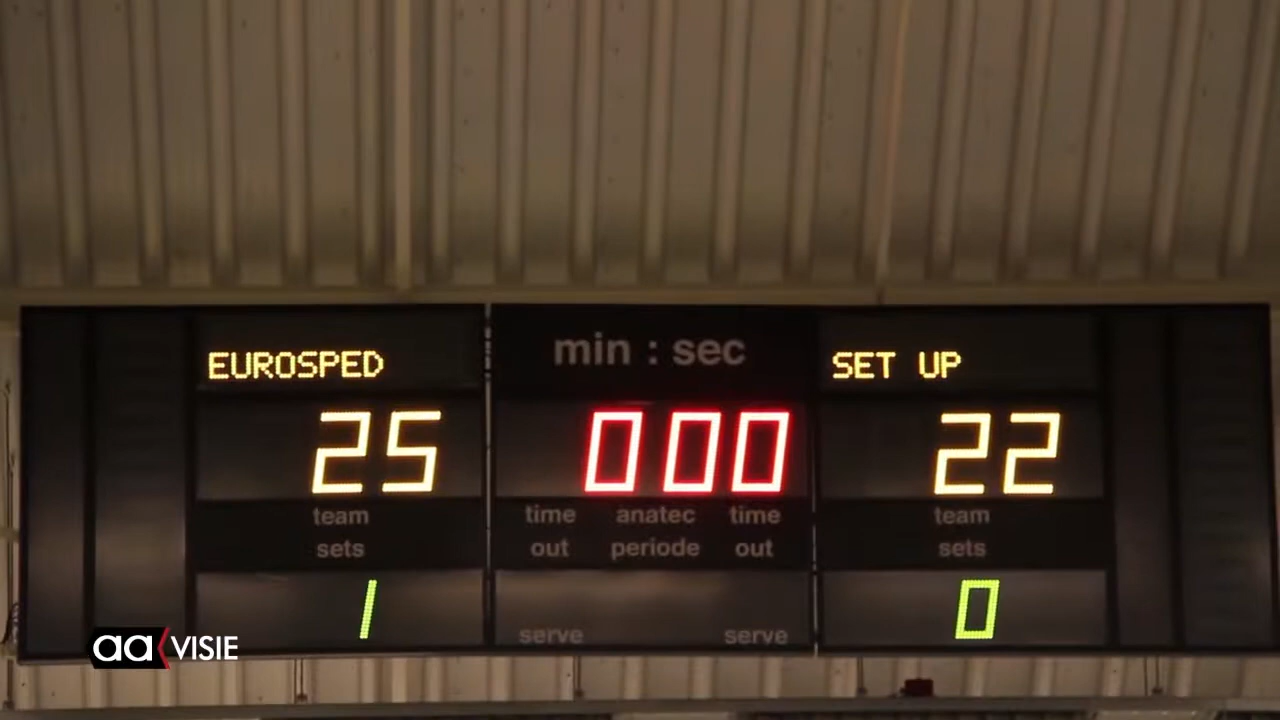 min : sec
EUROSPED
SET UP
25
000
22
team
sets
time
out
anatec
periode
time
out
team
sets
1
0
serve
serve
aa VISIE